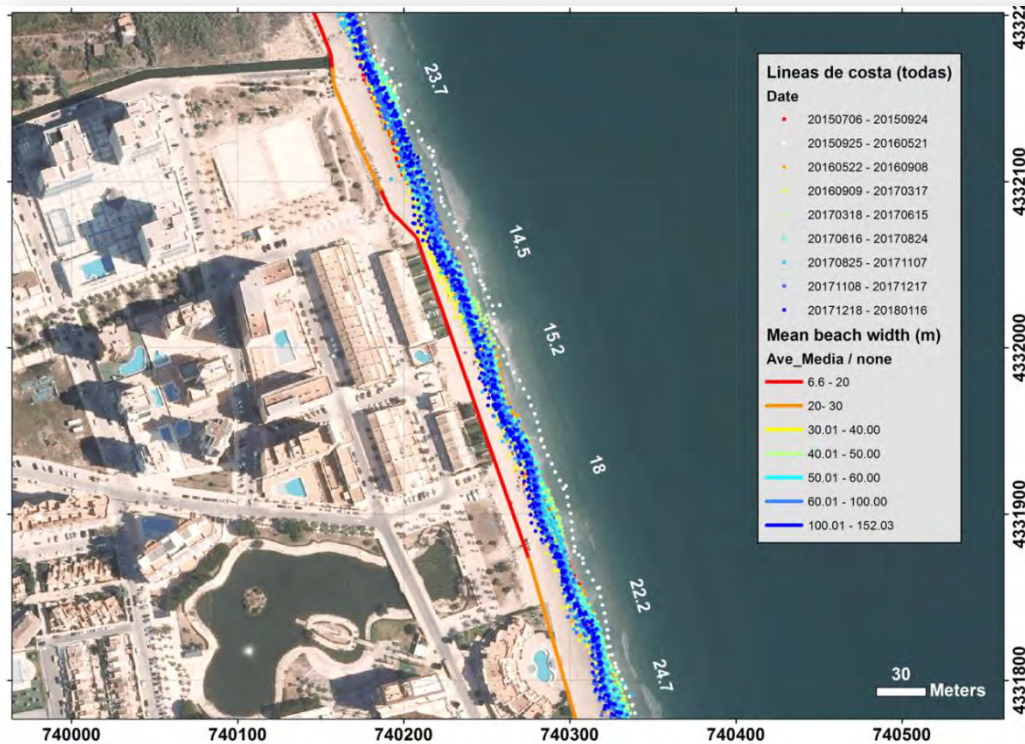 Lineas de costa (todas)
Date
20150706 - 20150924
20150925 - 20160521
20160522 - 20160908
20160909 - 20170317
20170318 - 20170615
20170616 - 20170824
20170825 - 20171107
20171108 - 20171217
20171218 - 20180116
Mean beach width (m)
Ave_Media / none
6.6 - 20
20- 30
30.01 - 40.00
40.01 - 50.00
50.01 - 60.00
60.01 - 100.00
100.01 - 152.03
23.7
14.5
15.2
18
22.2
24.7
30
Meters
4332100
4332000
4331900
4331800
740000
740100
740200
740300
740400
740500